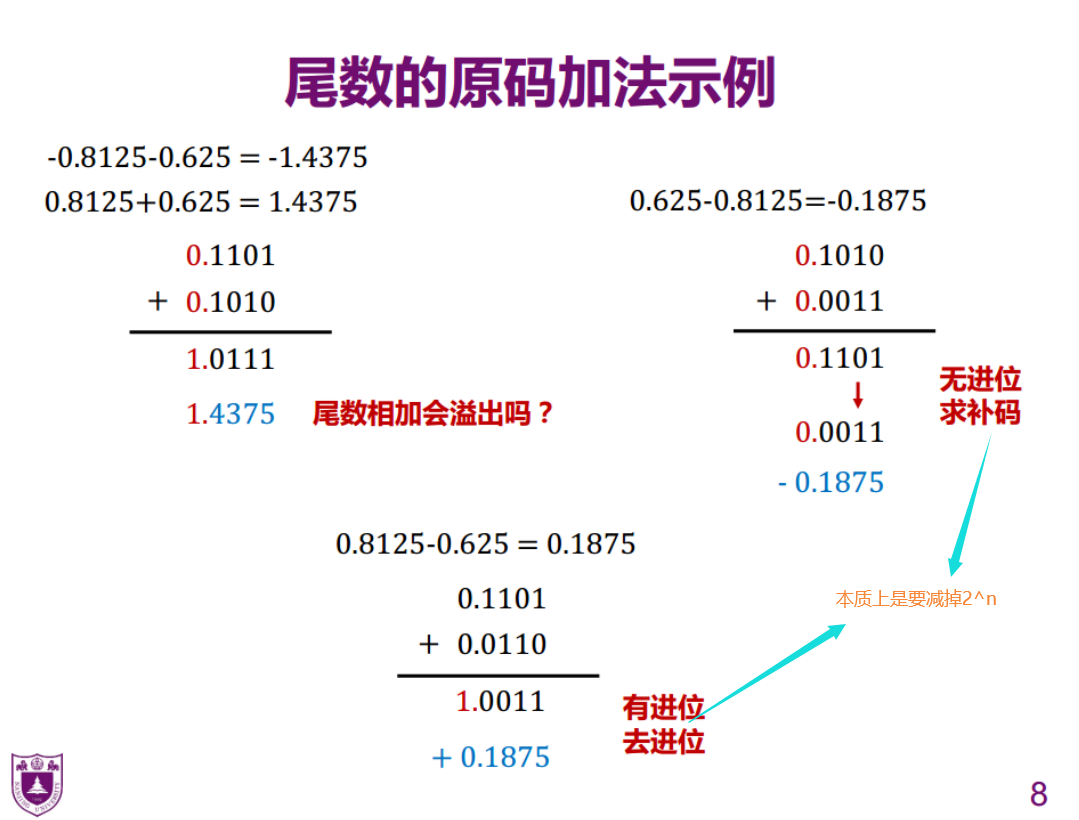 尾数的原码加法示例
-0.8125-0.625 = -1.4375
0.8125+0.625 = 1.4375
0.1101
+ 0.1010
1.0111
1.4375
尾数相加会溢出吗？
0.625-0.8125=-0.1875
0.1010
+ 0.0011
0.1101
0.0011
- 0.1875
无进位
求补码
0.8125-0.625 = 0.1875
0.1101
+ 0.0110
1.0011
+ 0.1875
有进位
去进位
本质上是要减掉2^n
NANJING UNIVERSITY
8